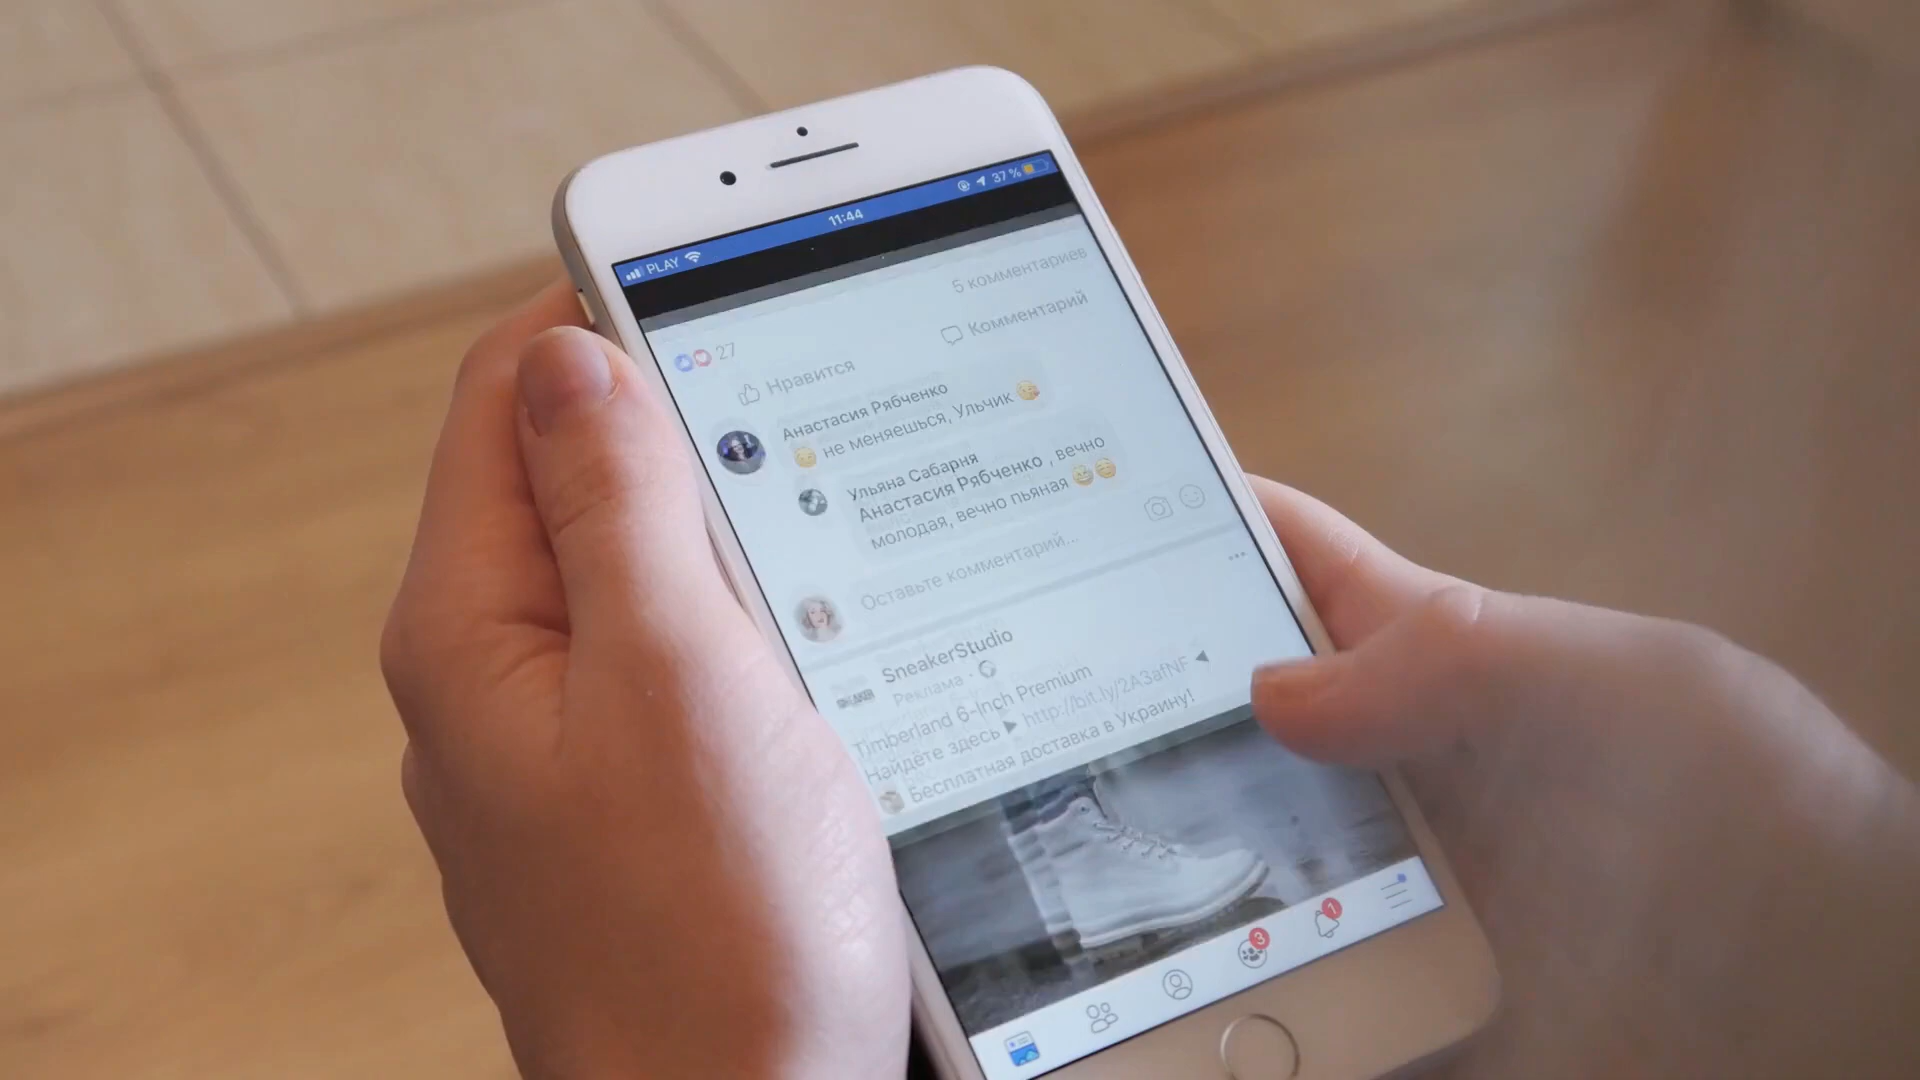 PLAY
11:44
37 %
5 комментариев
27
Нравится
Комментарий
Анастасия Рябченко
не меняешься, Ульчик
Ульяна Сабарня
Анастасия Рябченко , вечно
молодая, вечно пьяная
Оставьте комментарий...
SneakerStudio
SNEAKER
Реклама ·
Timberland 6-Inch Premium
Найдёте здесь ► http://bit.ly/2A3afNF ◄
Бесплатная доставка в Украину!
3
1